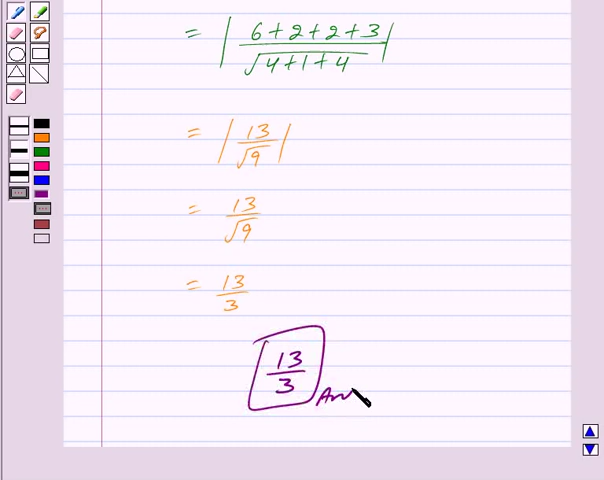 = | (6+2+2+3)/√(4+1+4) |
= | 13/√9 |
= 13/√9
= 13/3
13/3 Ans